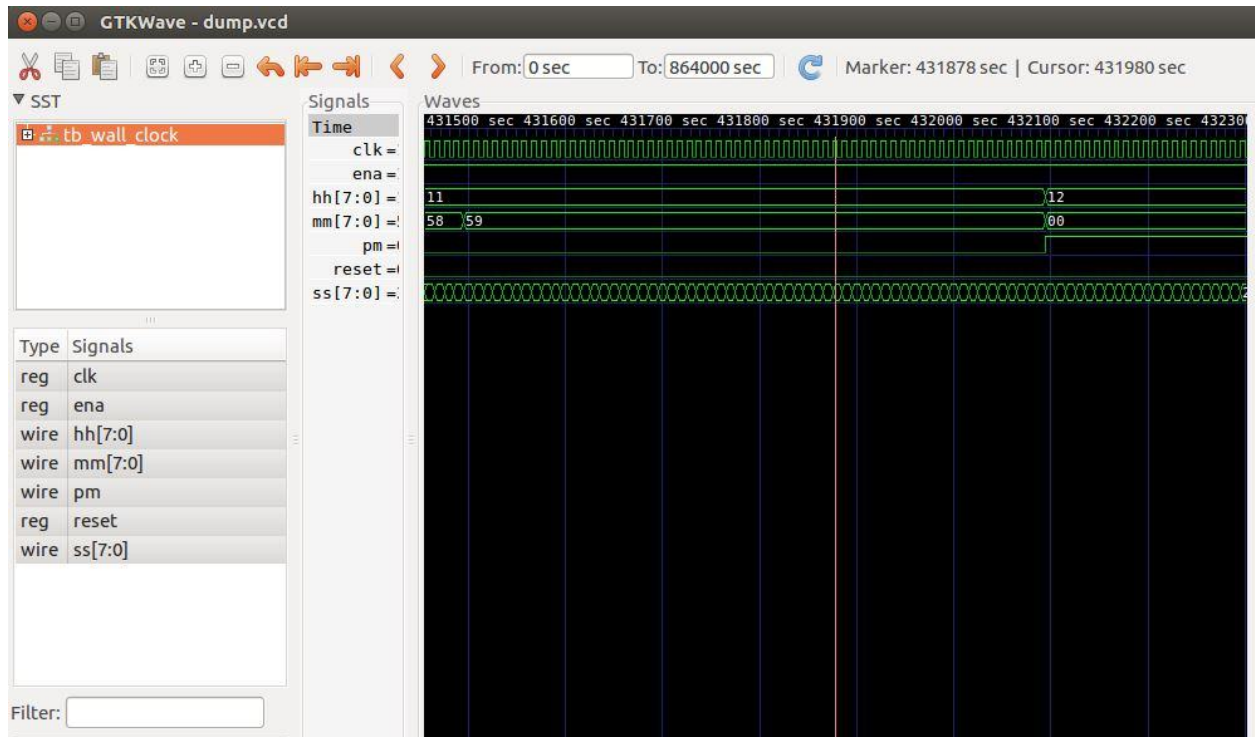 GTKWave - dump.vcd
From: 0 sec To: 864000 sec Marker: 431878 sec | Cursor: 431980 sec
SST
tb_wall_clock
Type Signals
reg clk
reg ena
wire hh[7:0]
wire mm[7:0]
wire pm
reg reset
wire ss[7:0]
Filter:
Signals
Time
clk =
ena =
hh[7:0] =
mm[7:0] =
pm =
reset =
ss[7:0] =
Waves
431500 sec 431600 sec 431700 sec 431800 sec 431900 sec 432000 sec 432100 sec 432200 sec 432300
11 12
58 59 00